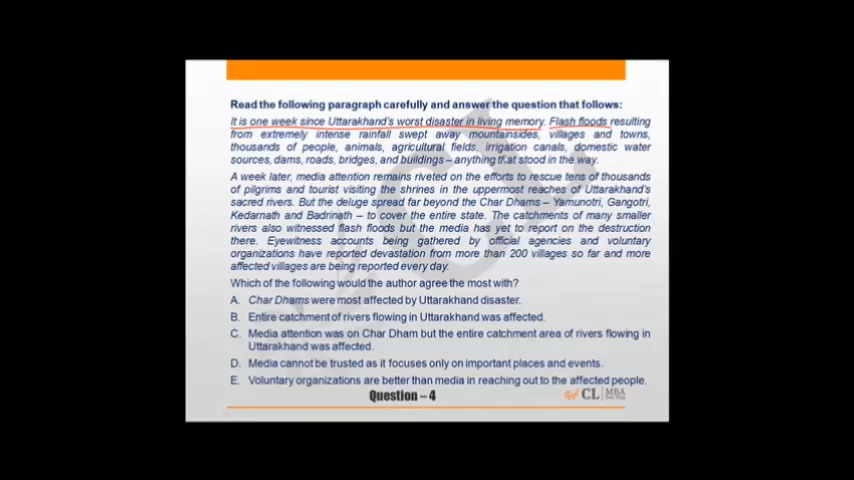 Read the following paragraph carefully and answer the question that follows:
It is one week since Uttarakhand's worst disaster in living memory. Flash floods resulting
from extremely intense rainfall swept away mountainsides, villages and towns,
thousands of people, animals, agricultural fields, irrigation canals, domestic water
sources, dams, roads, bridges, and buildings – anything that stood in the way.
A week later, media attention remains riveted on the efforts to rescue tens of thousands
of pilgrims and tourist visiting the shrines in the uppermost reaches of Uttarakhand's
sacred rivers. But the deluge spread far beyond the Char Dhams – Yamunotri, Gangotri,
Kedarnath and Badrinath – to cover the entire state. The catchments of many smaller
rivers also witnessed flash floods but the media has yet to report on the destruction
there. Eyewitness accounts being gathered by official agencies and voluntary
organizations have reported devastation from more than 200 villages so far and more
affected villages are being reported every day.
Which of the following would the author agree the most with?
A. Char Dhams were most affected by Uttarakhand disaster.
B. Entire catchment of rivers flowing in Uttarakhand was affected.
C. Media attention was on Char Dham but the entire catchment area of rivers flowing in
Uttarakhand was affected.
D. Media cannot be trusted as it focuses only on important places and events.
E. Voluntary organizations are better than media in reaching out to the affected people.
Question – 4
CL MBA